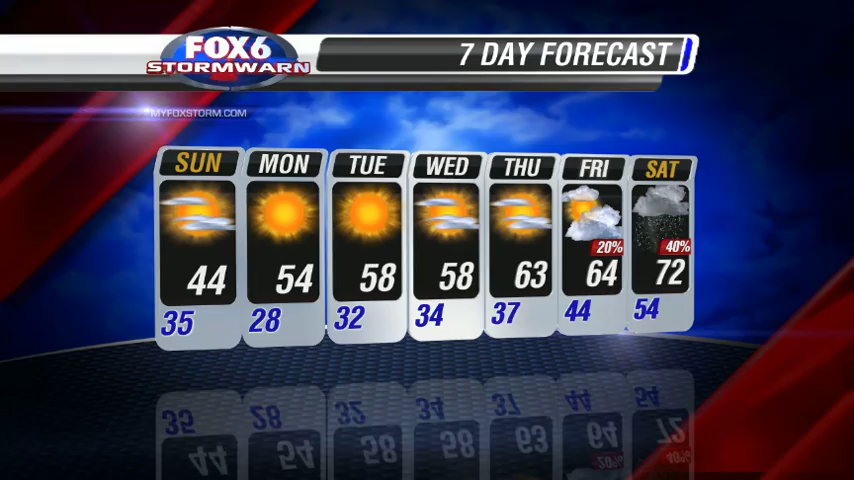 FOX6
STORMWARN
7 DAY FORECAST
MYFOXSTORM.COM
SUN MON TUE WED THU FRI SAT
20% 40%
44 54 58 58 63 64 72
35 28 32 34 37 44 54